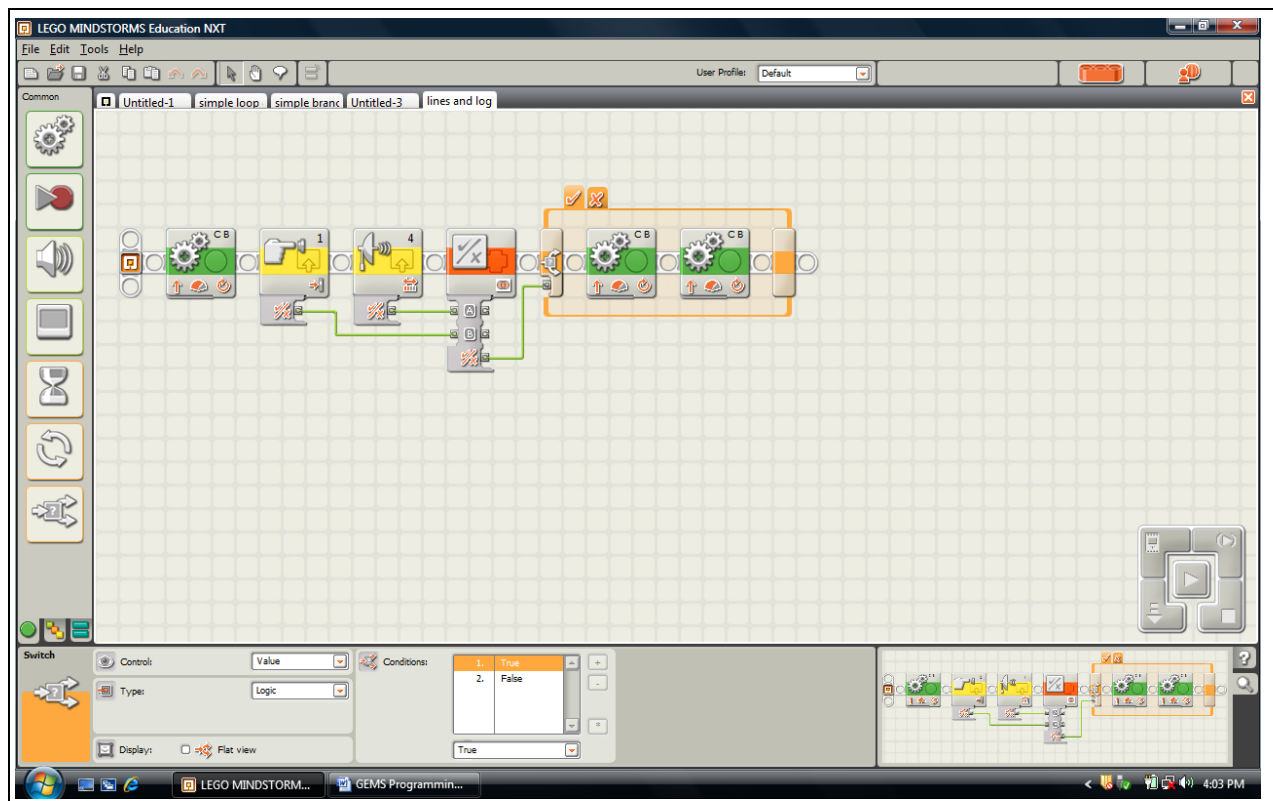 LEGO MINDSTORMS Education NXT
File Edit Tools Help
User Profile: Default
Common
Untitled-1 simple loop simple branc Untitled-3 lines and log
C B 1 4 C B C B
A
B
Switch
Control: Value Conditions: 1. True
2. False
Type: Logic
Display: Flat view True
LEGO MINDSTORM... GEMS Programmin... 4:03 PM